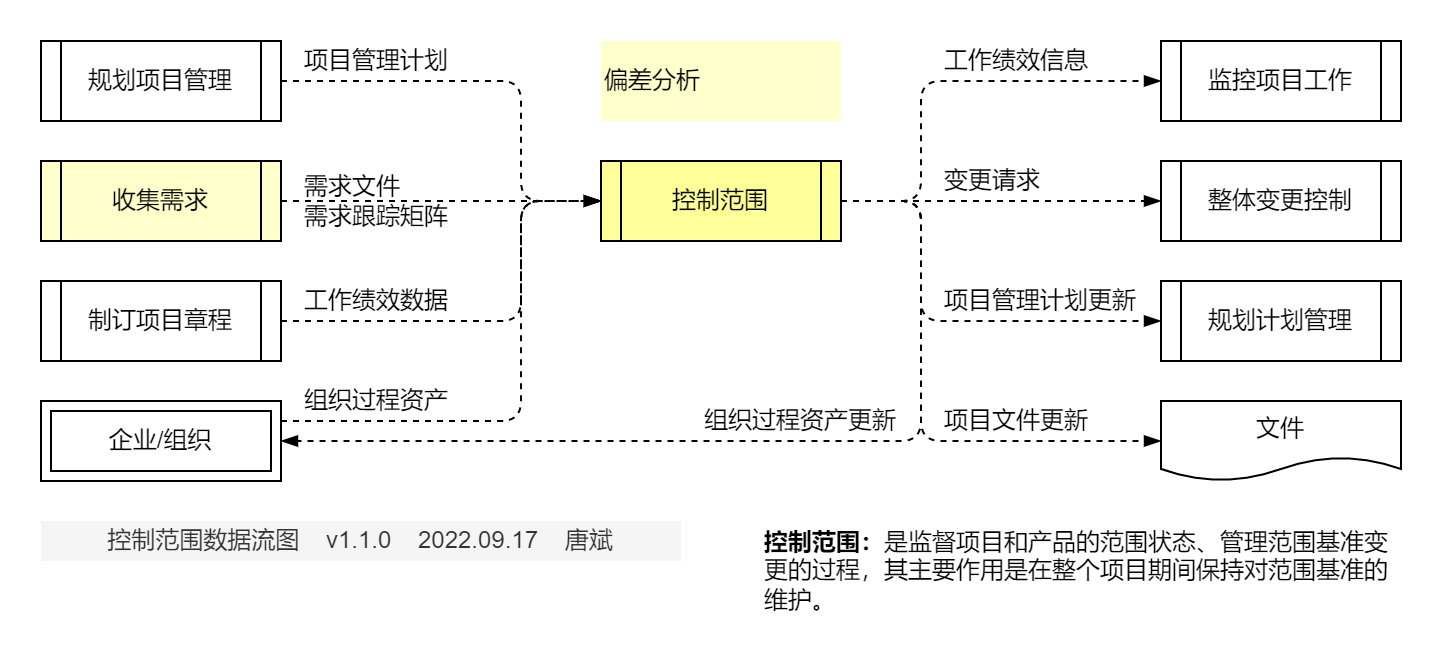 规划项目管理
项目管理计划
偏差分析
工作绩效信息
监控项目工作
收集需求
需求文件
需求跟踪矩阵
控制范围
变更请求
整体变更控制
制订项目章程
工作绩效数据
项目管理计划更新
规划计划管理
企业/组织
组织过程资产
组织过程资产更新
项目文件更新
文件
控制范围数据流图 v1.1.0 2022.09.17 唐斌
控制范围：是监督项目和产品的范围状态、管理范围基准变
更的过程，其主要作用是在整个项目期间保持对范围基准的
维护。